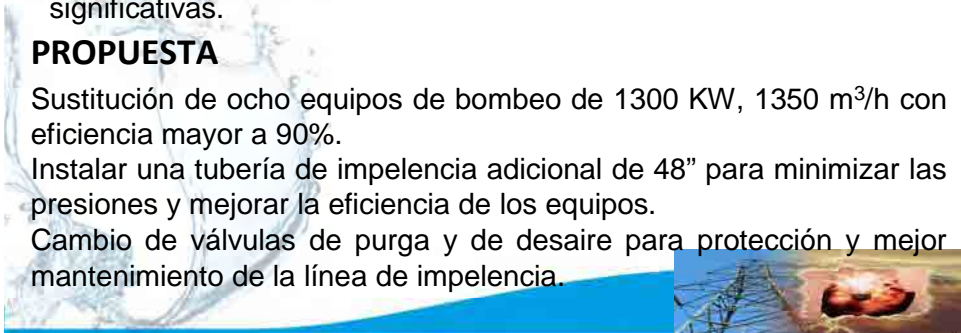 significativas.
PROPUESTA
Sustitución de ocho equipos de bombeo de 1300 KW, 1350 m³/h con
eficiencia mayor a 90%.
Instalar una tubería de impelencia adicional de 48” para minimizar las
presiones y mejorar la eficiencia de los equipos.
Cambio de válvulas de purga y de desaire para protección y mejor
mantenimiento de la línea de impelencia.